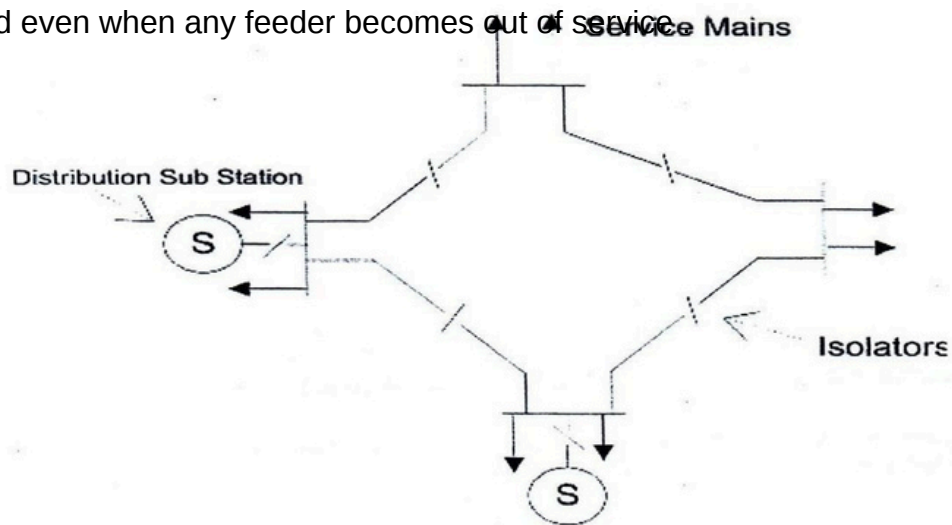 d even when any feeder becomes out of service.
Service Mains
Distribution Sub Station
S
Isolators
S